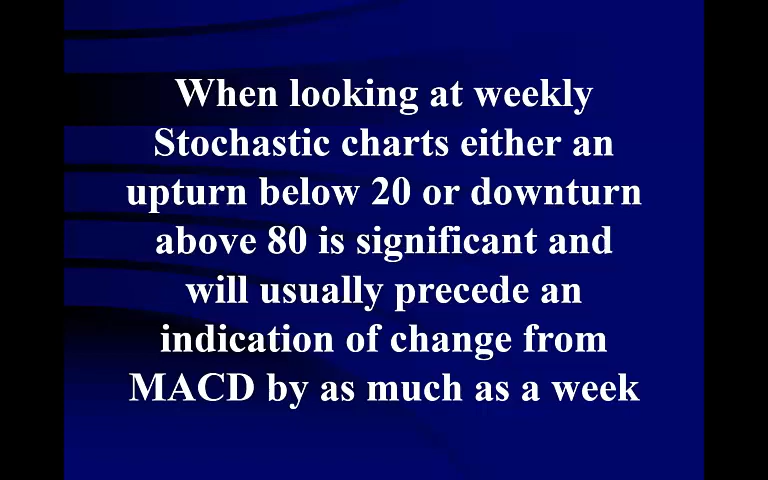 When looking at weekly
Stochastic charts either an
upturn below 20 or downturn
above 80 is significant and
will usually precede an
indication of change from
MACD by as much as a week